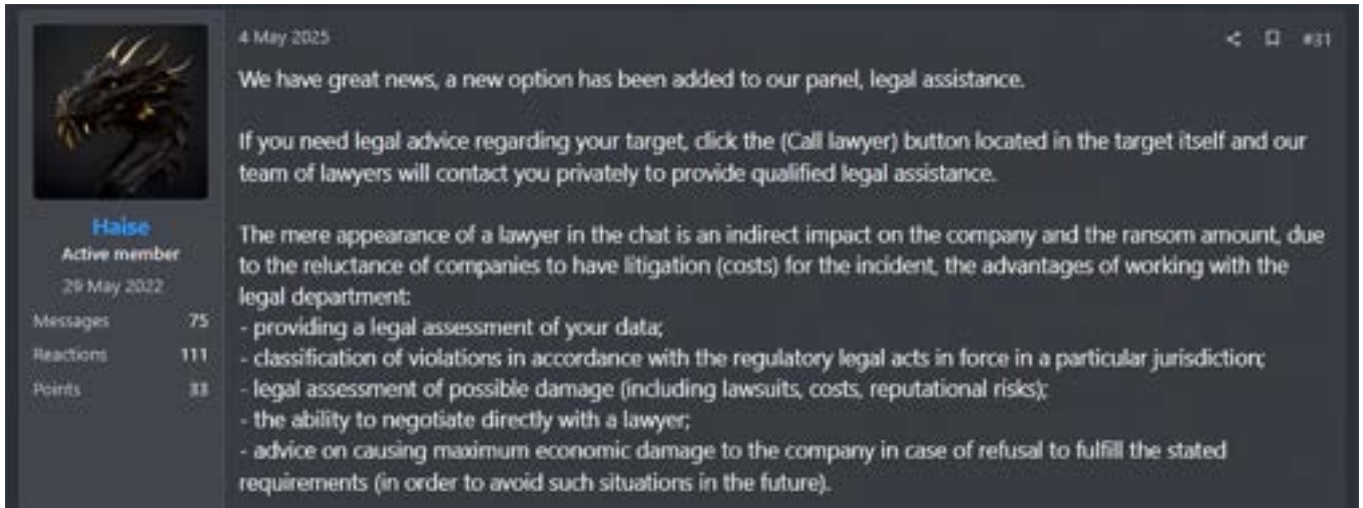 4 May 2025
#31
We have great news, a new option has been added to our panel, legal assistance.
If you need legal advice regarding your target, click the (Call lawyer) button located in the target itself and our
team of lawyers will contact you privately to provide qualified legal assistance.
Haise
Active member
29 May 2022
Messages 75
Reactions 111
Points 33
The mere appearance of a lawyer in the chat is an indirect impact on the company and the ransom amount, due
to the reluctance of companies to have litigation (costs) for the incident, the advantages of working with the
legal department:
- providing a legal assessment of your data;
- classification of violations in accordance with the regulatory legal acts in force in a particular jurisdiction;
- legal assessment of possible damage (including lawsuits, costs, reputational risks);
- the ability to negotiate directly with a lawyer;
- advice on causing maximum economic damage to the company in case of refusal to fulfill the stated
requirements (in order to avoid such situations in the future).